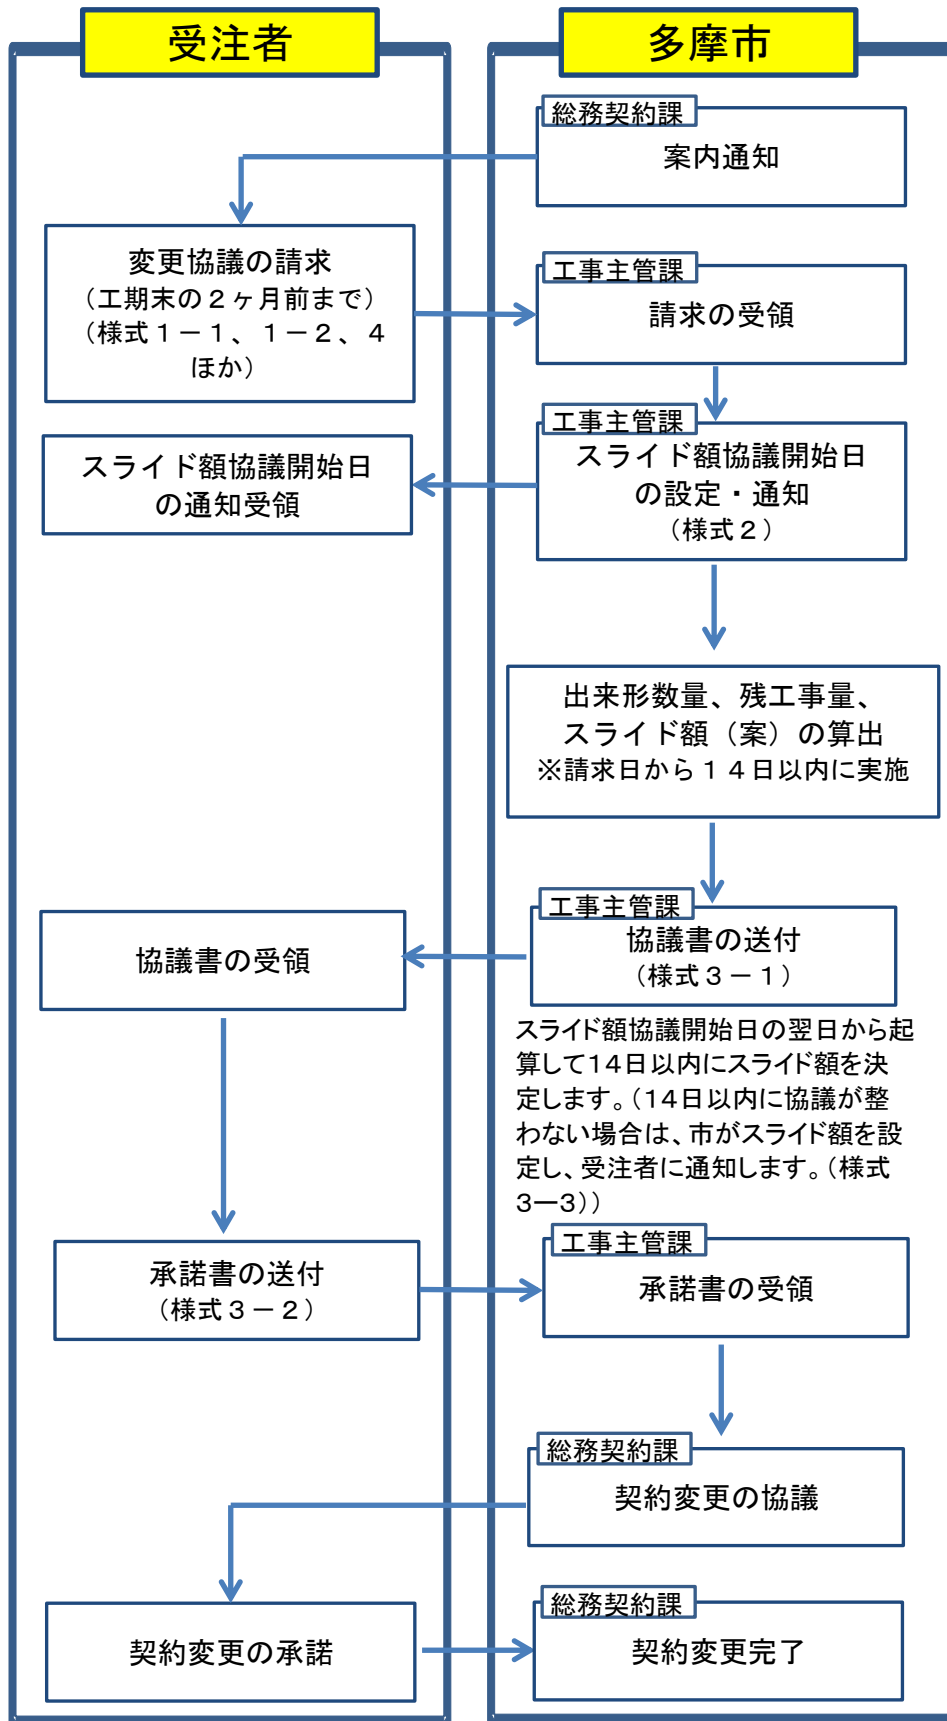 受注者
多摩市
総務契約課
案内通知
変更協議の請求
（工期末の２ヶ月前まで）
（様式１－１、１－２、４
ほか）
工事主管課
請求の受領
工事主管課
スライド額協議開始日
の設定・通知
（様式２）
スライド額協議開始日
の通知受領
出来形数量、残工事量、
スライド額（案）の算出
※請求日から１４日以内に実施
工事主管課
協議書の送付
（様式３－１）
協議書の受領
スライド額協議開始日の翌日から起
算して14日以内にスライド額を決
定します。（14日以内に協議が整
わない場合は、市がスライド額を設
定し、受注者に通知します。（様式
3―3））
承諾書の送付
（様式３－２）
工事主管課
承諾書の受領
総務契約課
契約変更の協議
契約変更の承諾
総務契約課
契約変更完了